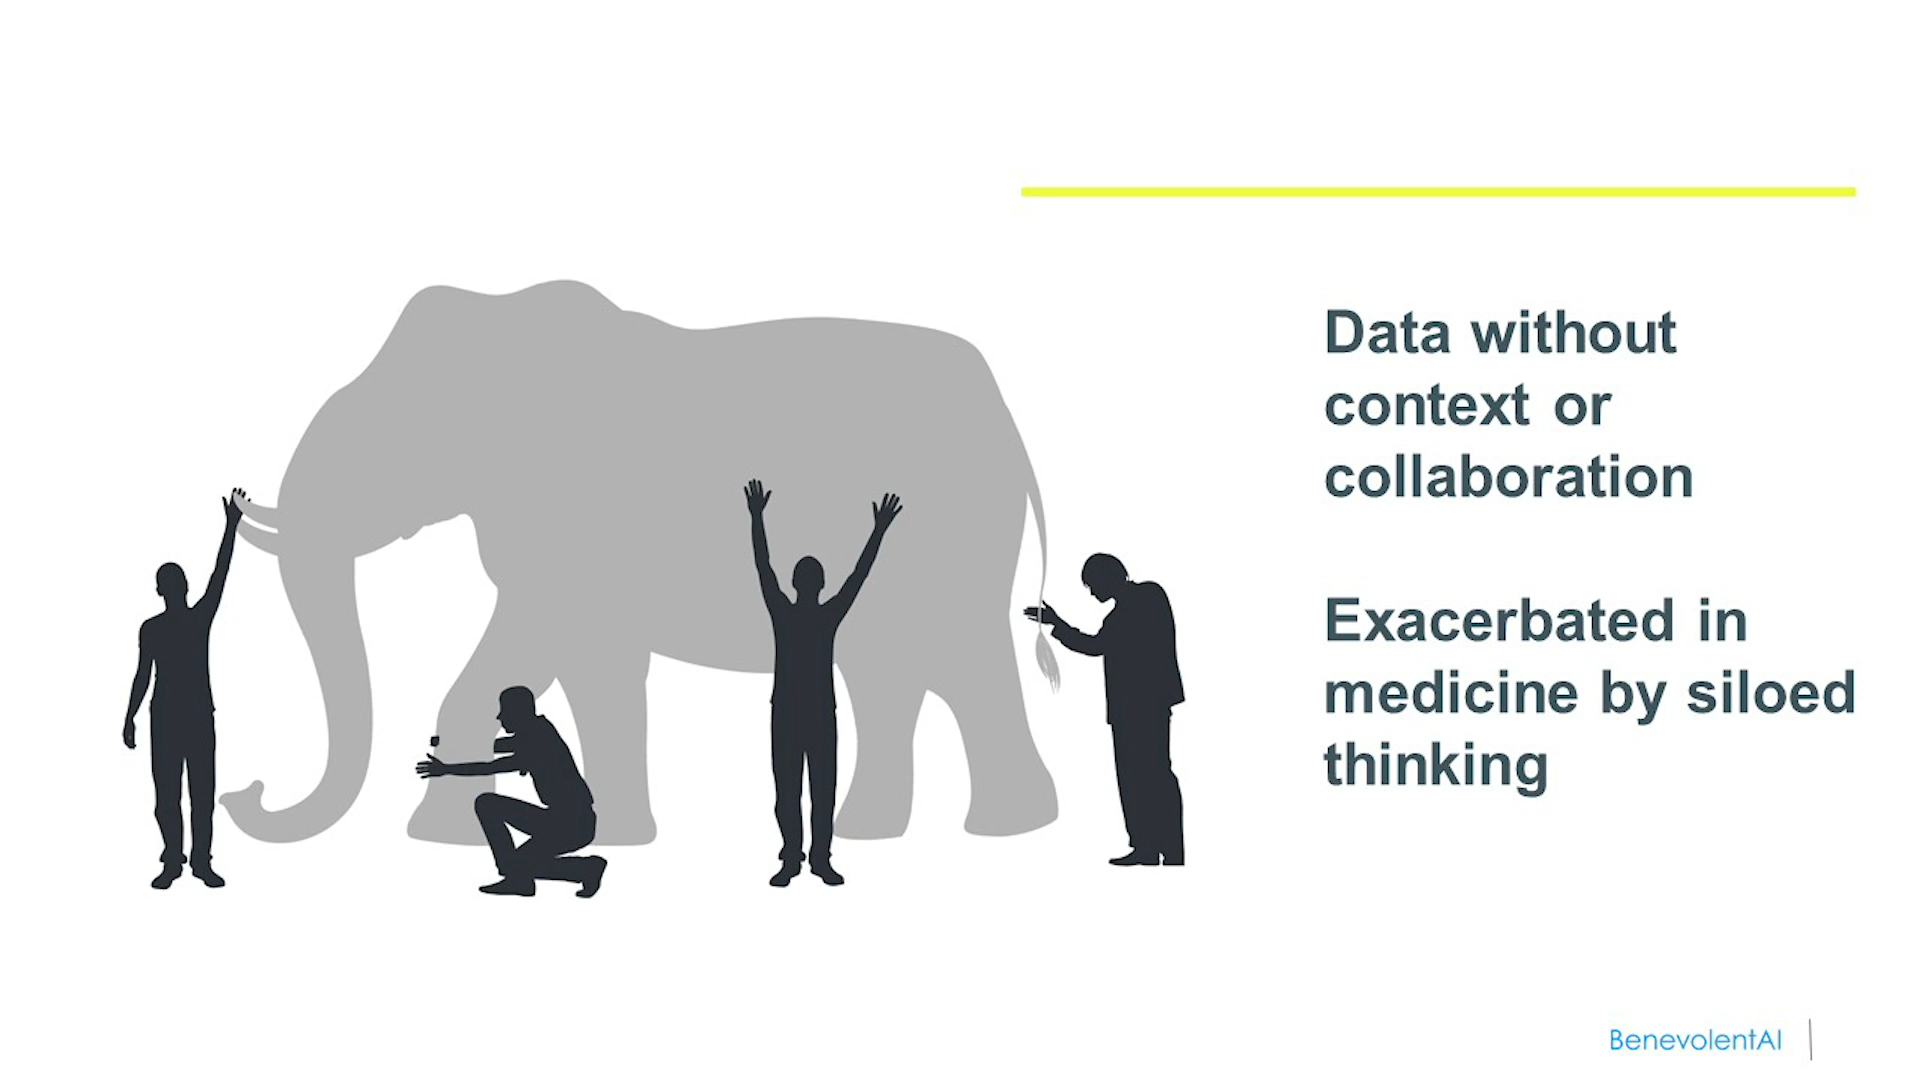 Data without
context or
collaboration
Exacerbated in
medicine by siloed
thinking
BenevolentAI